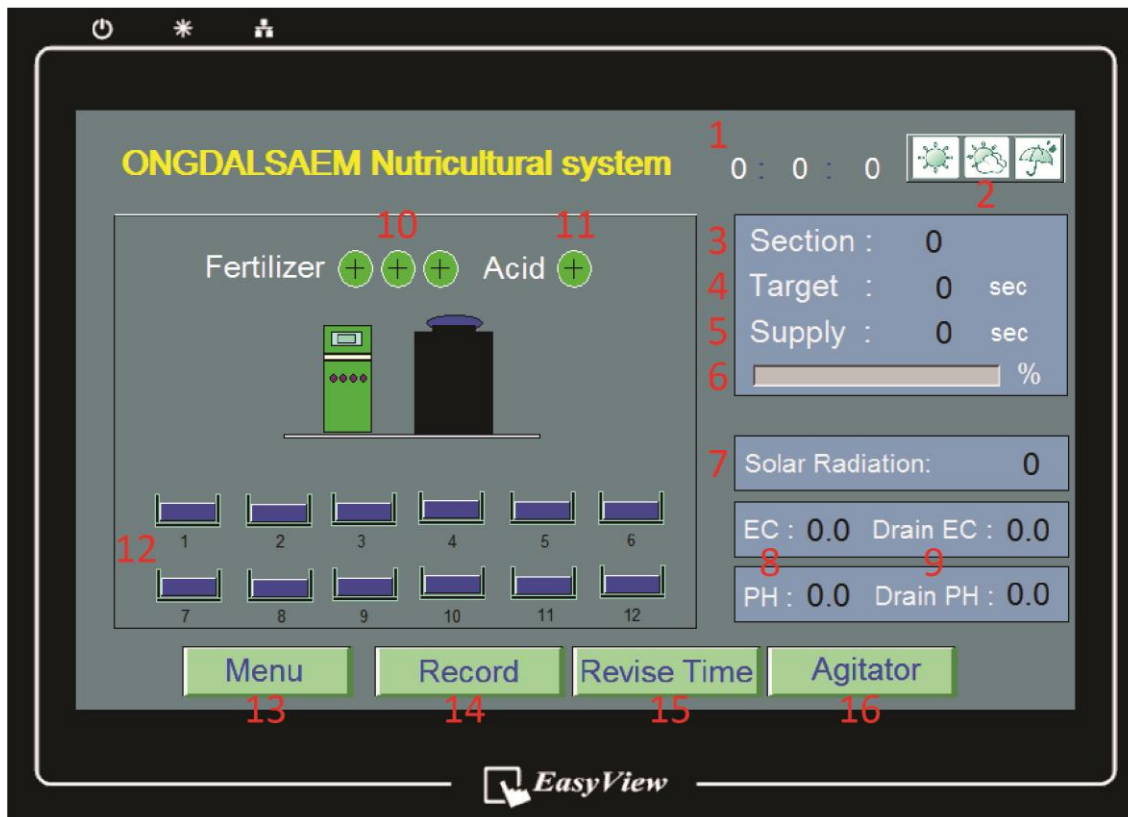 1
ONGDALSAEM Nutricultural system
0 : 0 : 0
2
10
11
3 Section : 0
Fertilizer Acid
4 Target : 0 sec
5 Supply : 0 sec
6 %
7 Solar Radiation: 0
EC : 0.0 Drain EC : 0.0
8 9
PH : 0.0 Drain PH : 0.0
12
1 2 3 4 5 6
7 8 9 10 11 12
Menu Record Revise Time Agitator
13 14 15 16
EasyView